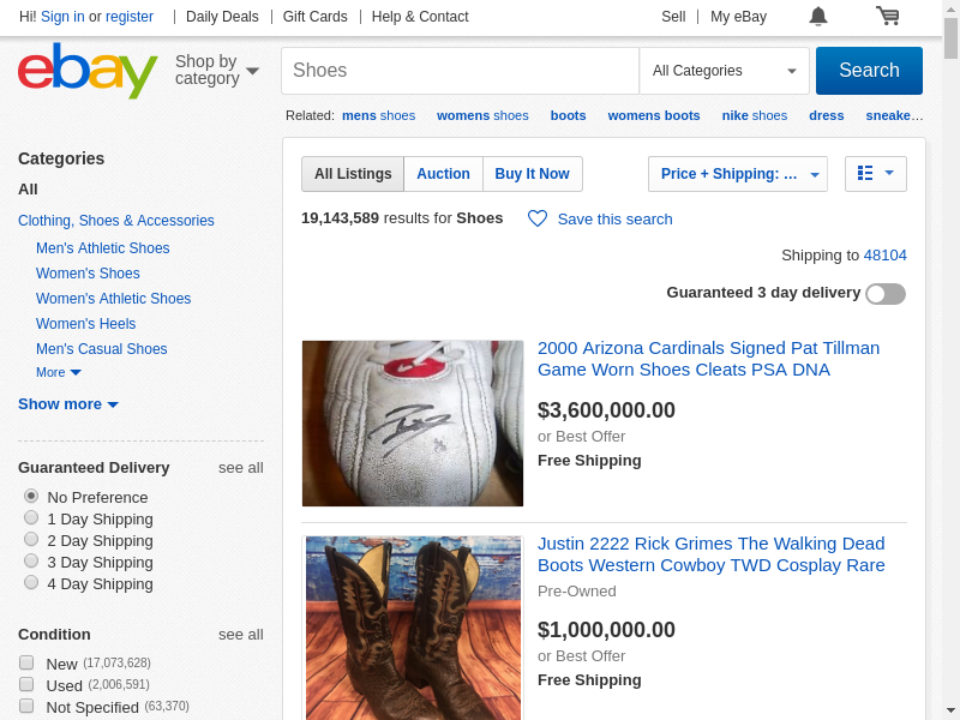 Hi! Sign in or register | Daily Deals | Gift Cards | Help & Contact Sell | My eBay
ebay
Shop by
category
Shoes
All Categories
Search
Related: mens shoes womens shoes boots womens boots nike shoes dress sneake...
Categories
All
Clothing, Shoes & Accessories
Men's Athletic Shoes
Women's Shoes
Women's Athletic Shoes
Women's Heels
Men's Casual Shoes
More
Show more
Guaranteed Delivery see all
No Preference
1 Day Shipping
2 Day Shipping
3 Day Shipping
4 Day Shipping
Condition see all
New (17,073,628)
Used (2,006,591)
Not Specified (63,370)
All Listings Auction Buy It Now
Price + Shipping: ...
19,143,589 results for Shoes
Save this search
Shipping to 48104
Guaranteed 3 day delivery
2000 Arizona Cardinals Signed Pat Tillman
Game Worn Shoes Cleats PSA DNA
$3,600,000.00
or Best Offer
Free Shipping
Justin 2222 Rick Grimes The Walking Dead
Boots Western Cowboy TWD Cosplay Rare
Pre-Owned
$1,000,000.00
or Best Offer
Free Shipping